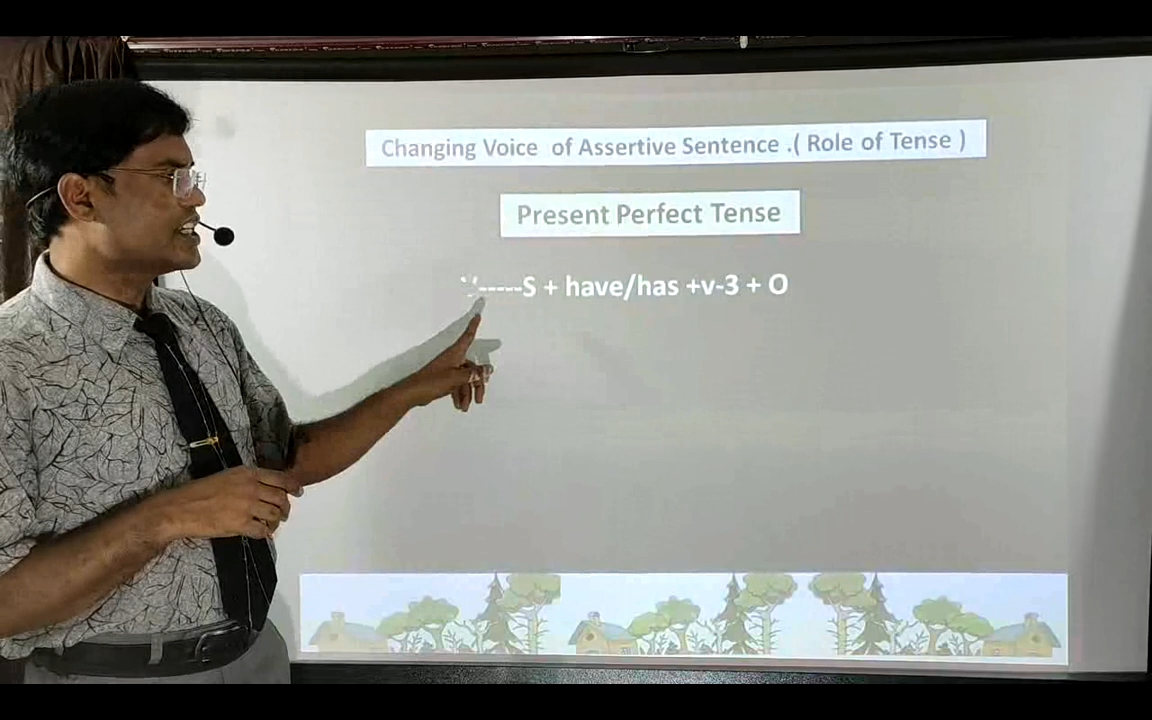 Changing Voice of Assertive Sentence .( Role of Tense )
Present Perfect Tense
-----S + have/has +v-3 + O